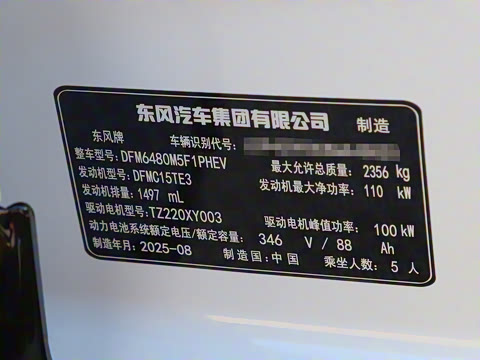 东风汽车集团有限公司 制造
东风牌 车辆识别代号:
整车型号: DFM6480M5F1PHEV 最大允许总质量: 2356 kg
发动机型号: DFMC15TE3 发动机最大净功率: 110 kW
发动机排量: 1497 mL
驱动电机型号: TZ220XY003 驱动电机峰值功率: 100 kW
动力电池系统额定电压/额定容量: 346 V / 88 Ah
制造年月: 2025-08 制造国: 中国 乘坐人数: 5 人